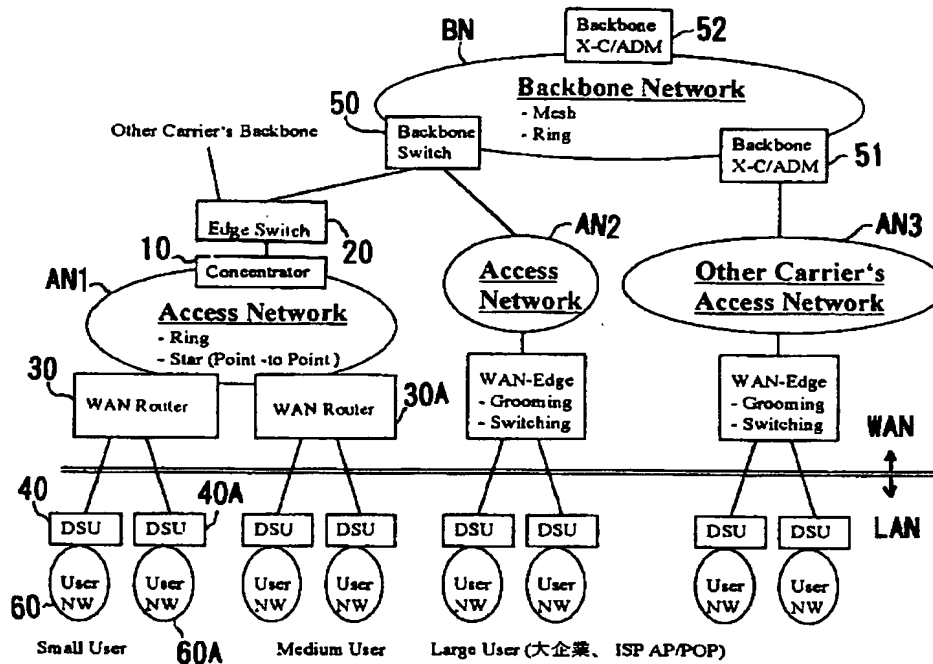 BN
Backbone
X-C/ADM
52
Backbone Network
- Mesh
- Ring
50
Other Carrier's Backbone
Backbone
Switch
Backbone
X-C/ADM
51
Edge Switch
20
10
Concentrator
AN1
Access Network
- Ring
- Star (Point -to Point )
AN2
Access
Network
AN3
Other Carrier's
Access Network
30
WAN Router
WAN Router
30A
WAN-Edge
- Grooming
- Switching
WAN-Edge
- Grooming
- Switching
WAN
LAN
40
DSU
DSU
40A
DSU
DSU
DSU
DSU
DSU
DSU
60
User
NW
User
NW
60A
User
NW
User
NW
User
NW
User
NW
User
NW
User
NW
Small User
Medium User
Large User (大企業、 ISP AP/POP)